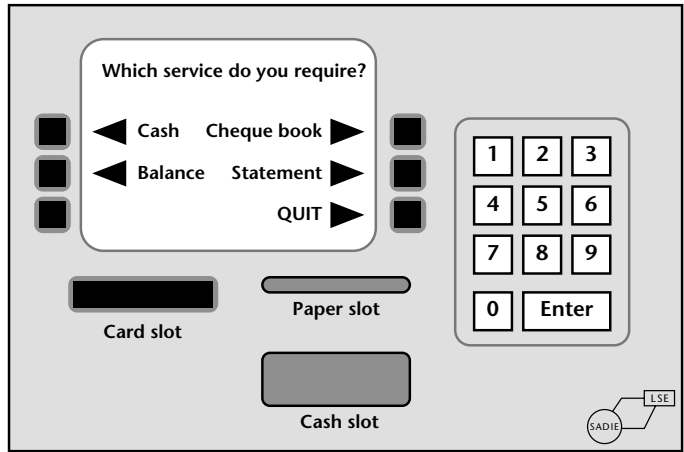 Which service do you require?
Cash Cheque book
Balance Statement
QUIT
1 2 3
4 5 6
7 8 9
0 Enter
Card slot
Paper slot
Cash slot
LSE
SADIE